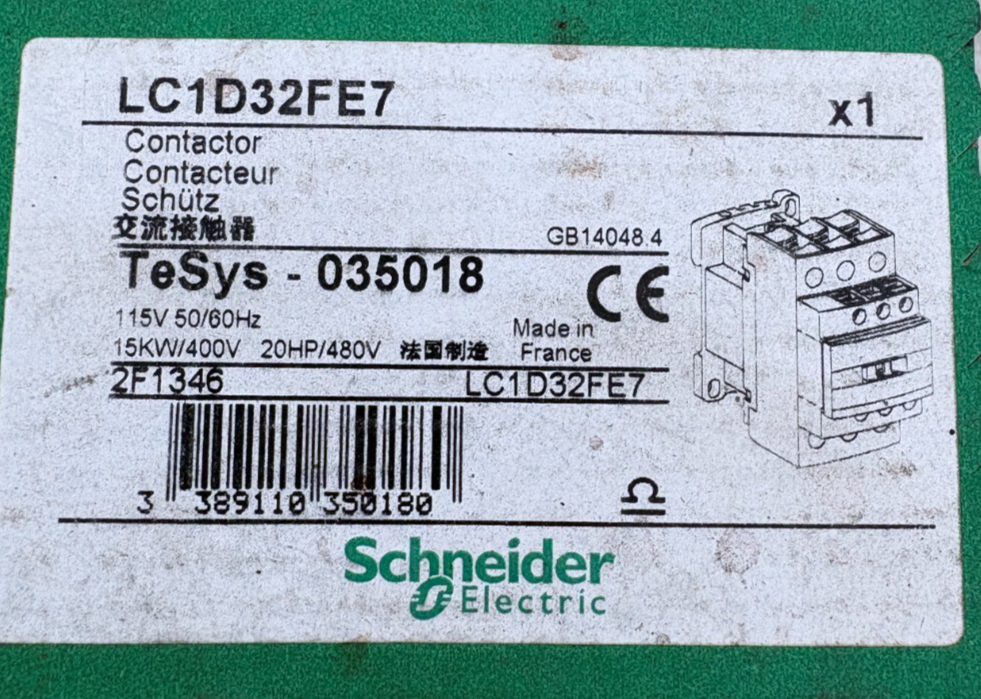 LC1D32FE7 x1
Contactor
Contacteur
Schütz
交流接触器
GB14048.4
TeSys - 035018
CE
115V 50/60Hz
15KW/400V 20HP/480V 法国制造
Made in
France
2F1346 LC1D32FE7
3 389110 350180
Schneider
Electric